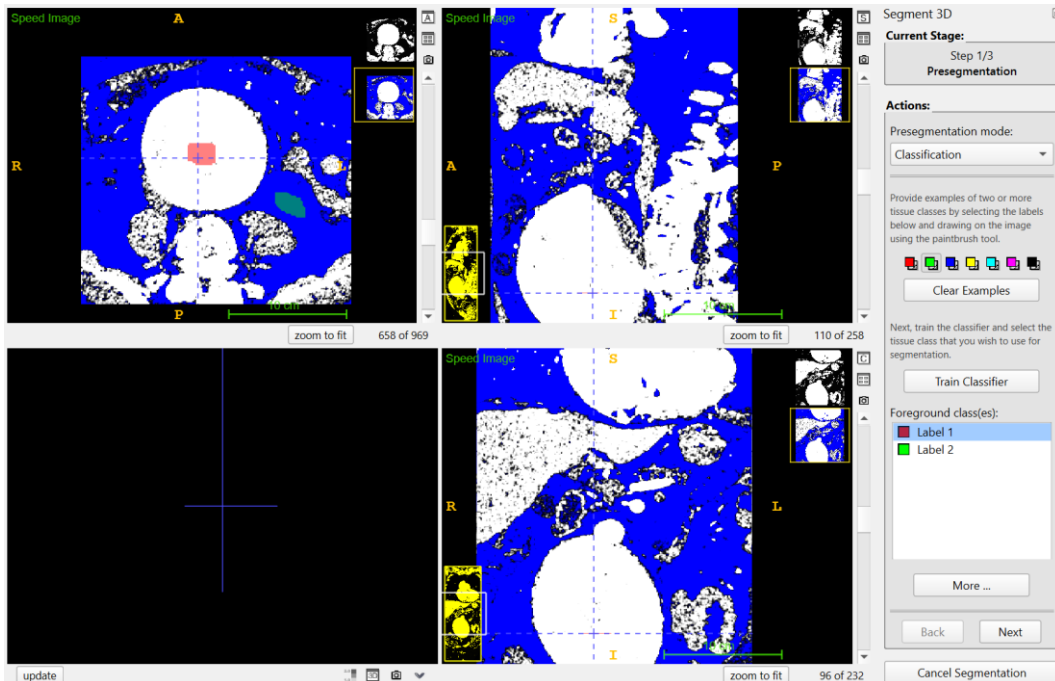 Speed Image
A
R
L
P
10 cm
A
zoom to fit
658 of 969
Speed Image
S
A
P
I
S
zoom to fit
110 of 258
Segment 3D
Current Stage:
Step 1/3
Presegmentation
Actions:
Presegmentation mode:
Classification
Provide examples of two or more
tissue classes by selecting the labels
below and drawing on the image
using the paintbrush tool.
Clear Examples
Next, train the classifier and select the
tissue class that you wish to use for
segmentation.
Train Classifier
Foreground class(es):
Label 1
Label 2
More ...
Back
Next
Cancel Segmentation
update
3D
Speed Image
S
R
L
I
C
zoom to fit
96 of 232